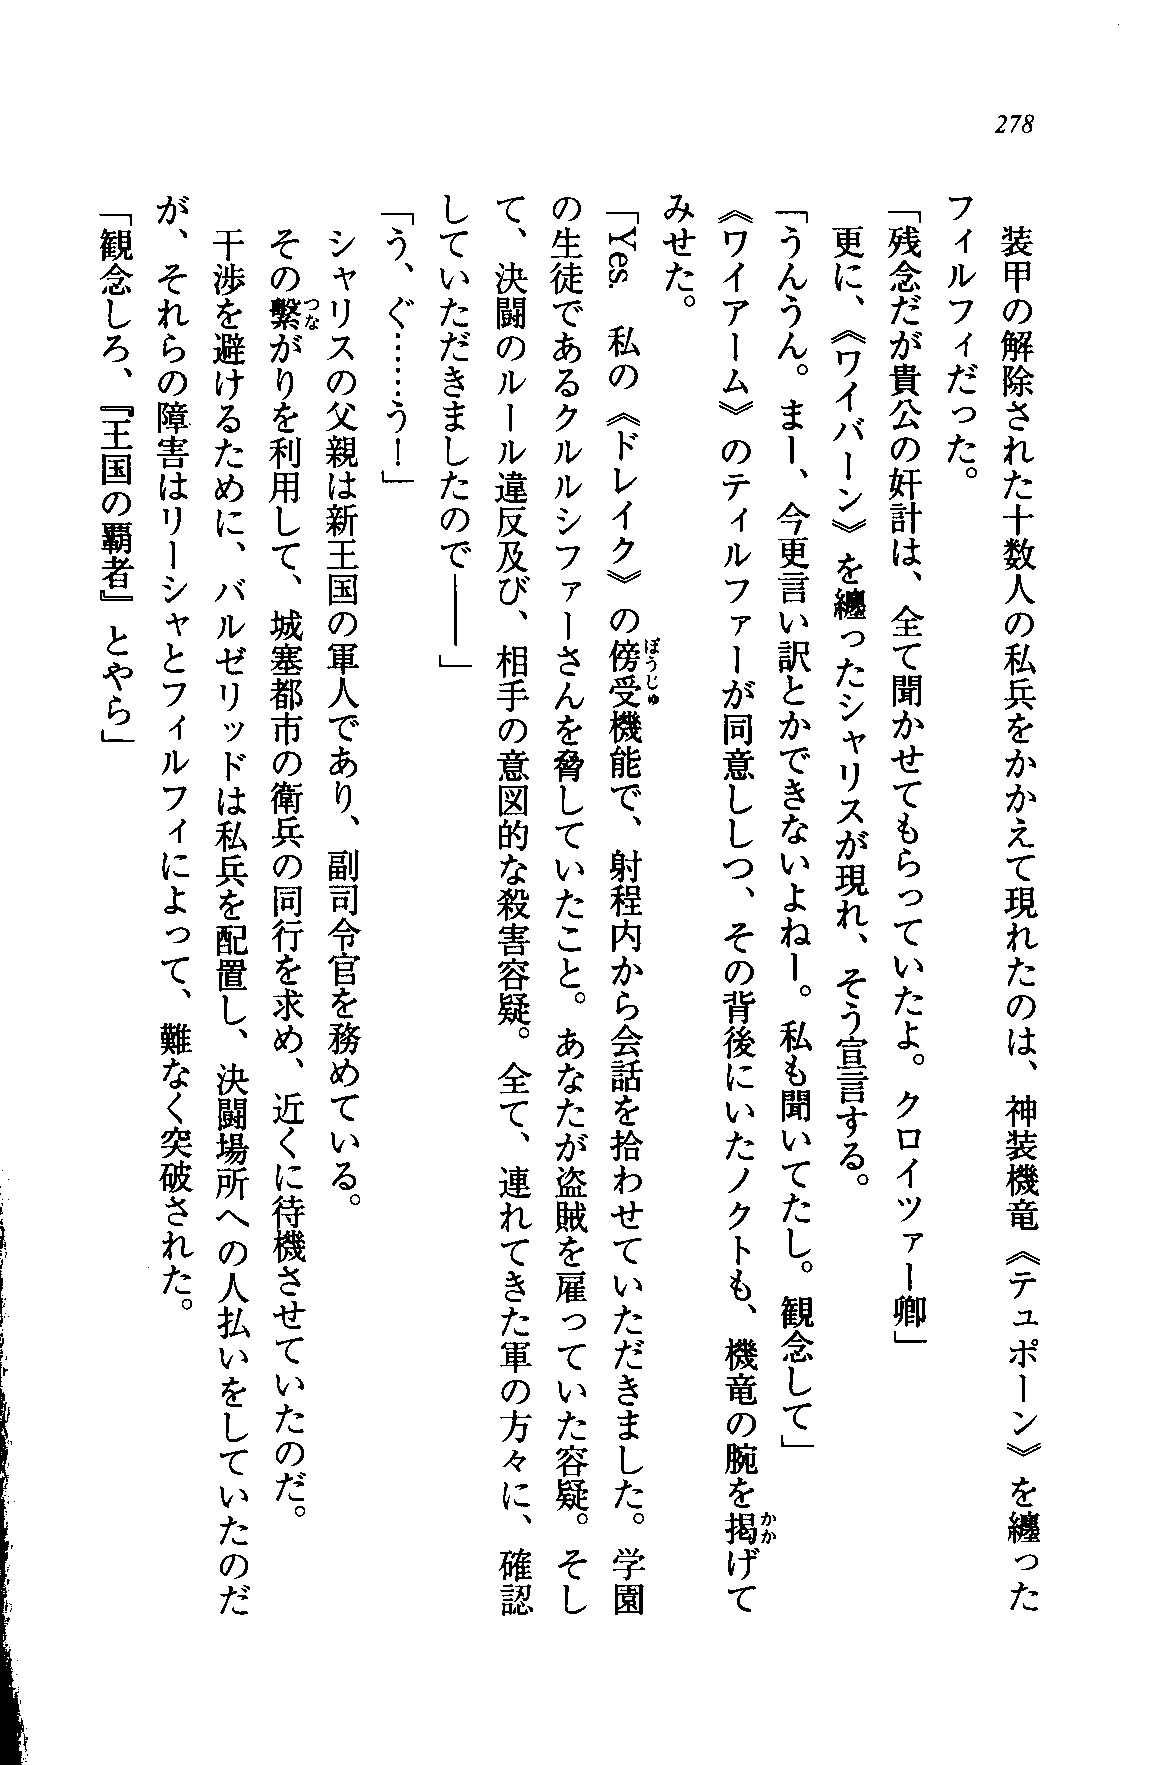 278
装甲の解除された十数人の私兵をかかえて現れたのは、神装機竜《テュポーン》を纏った
フィルフィだった。
「残念だが貴公の奸計は、全て聞かせてもらっていたよ。クロイツァー卿」
更に、《ワイバーン》を纏ったシャリスが現れ、そう宣言する。
「うんうん。まー、今更言い訳とかできないよねー。私も聞いてたし。観念して」
《ワイアーム》のティルファーが同意しつつ、その背後にいたノクトも、機竜の腕を掲げて
みせた。
「Yes. 私の《ドレイク》の傍受機能で、射程内から会話を拾わせていただきました。学園
の生徒であるクルルシファーさんを脅していたこと。あなたが盗賊を雇っていた容疑。そし
て、決闘のルール違反及び、相手の意図的な殺害容疑。全て、連れてきた軍の方々に、確認
していただきましたので――」
「う、ぐ……う！」
シャリスの父親は新王国の軍人であり、副司令官を務めている。
その繋がりを利用して、城塞都市の衛兵の同行を求め、近くに待機させていたのだ。
干渉を避けるために、バルゼリッドは私兵を配置し、決闘場所への人払いをしていたのだ
が、それらの障害はリーシャとフィルフィによって、難なく突破された。
「観念しろ、『王国の覇者』とやら」